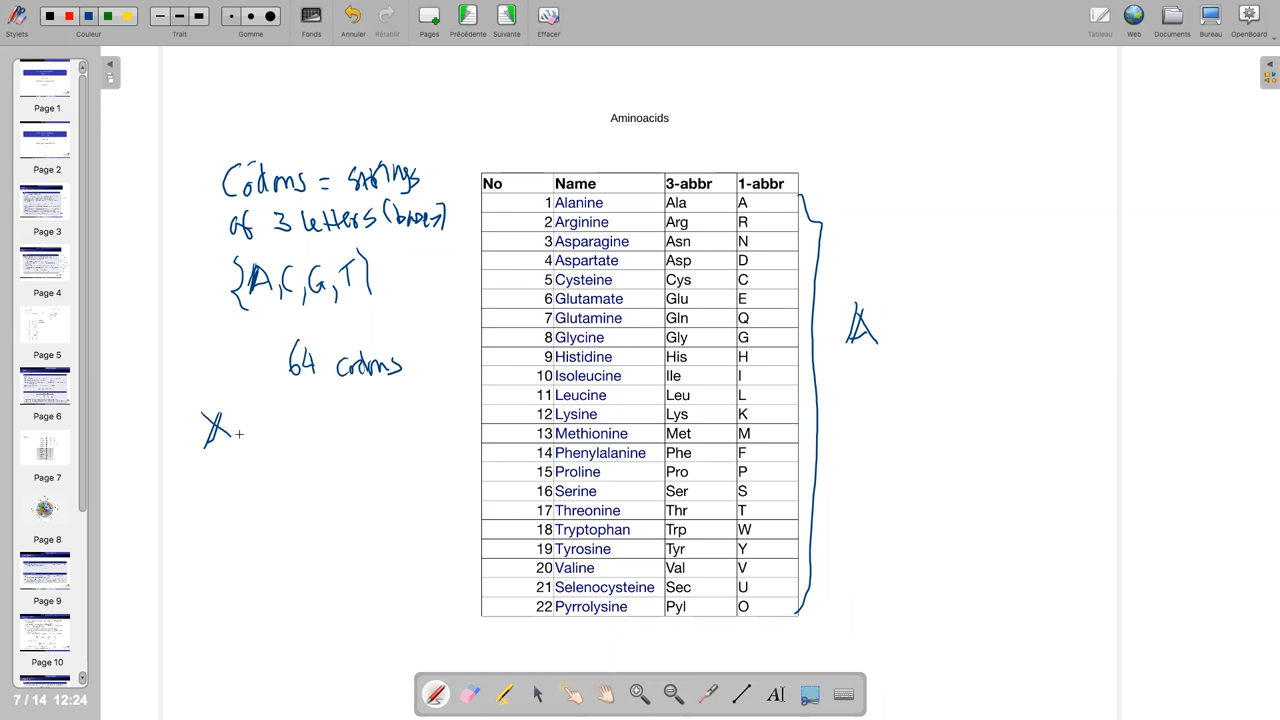 Stylets
Couleur
Trait
Gomme
Fonds
Annuler
Rétablir
Pages
Précédente
Suivante
Effacer
Tableau
Web
Documents
Bureau
OpenBoard
Page 1
Page 2
Page 3
Page 4
Page 5
Page 6
Page 7
Page 8
Page 9
Page 10
7 / 14 12:24
Aminoacids
Codons = strings
of 3 letters (bases)
{A, C, G, T}
64 codons
X
No Name 3-abbr 1-abbr
1 Alanine Ala A
2 Arginine Arg R
3 Asparagine Asn N
4 Aspartate Asp D
5 Cysteine Cys C
6 Glutamate Glu E
7 Glutamine Gln Q
8 Glycine Gly G
9 Histidine His H
10 Isoleucine Ile I
11 Leucine Leu L
12 Lysine Lys K
13 Methionine Met M
14 Phenylalanine Phe F
15 Proline Pro P
16 Serine Ser S
17 Threonine Thr T
18 Tryptophan Trp W
19 Tyrosine Tyr Y
20 Valine Val V
21 Selenocysteine Sec U
22 Pyrrolysine Pyl O
A
AI